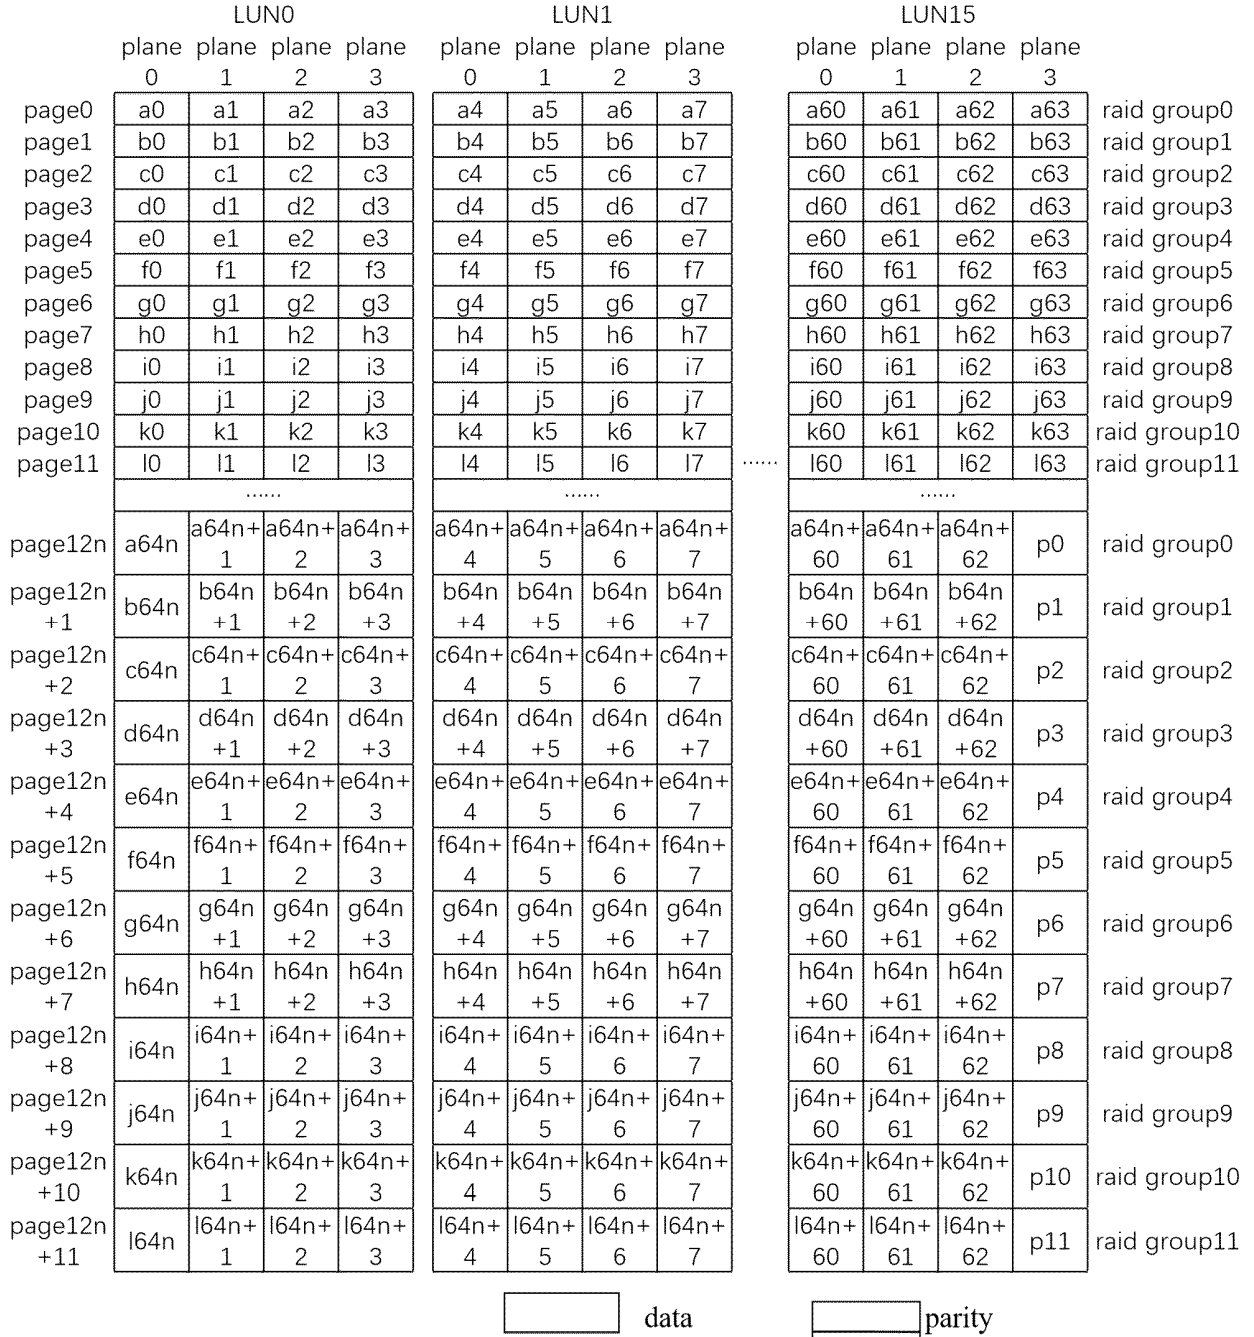 LUN0 LUN1 LUN15
plane plane plane plane plane plane plane plane plane plane plane plane
0 1 2 3 0 1 2 3 0 1 2 3
page0 a0 a1 a2 a3 a4 a5 a6 a7 a60 a61 a62 a63 raid group0
page1 b0 b1 b2 b3 b4 b5 b6 b7 b60 b61 b62 b63 raid group1
page2 c0 c1 c2 c3 c4 c5 c6 c7 c60 c61 c62 c63 raid group2
page3 d0 d1 d2 d3 d4 d5 d6 d7 d60 d61 d62 d63 raid group3
page4 e0 e1 e2 e3 e4 e5 e6 e7 e60 e61 e62 e63 raid group4
page5 f0 f1 f2 f3 f4 f5 f6 f7 f60 f61 f62 f63 raid group5
page6 g0 g1 g2 g3 g4 g5 g6 g7 g60 g61 g62 g63 raid group6
page7 h0 h1 h2 h3 h4 h5 h6 h7 h60 h61 h62 h63 raid group7
page8 i0 i1 i2 i3 i4 i5 i6 i7 i60 i61 i62 i63 raid group8
page9 j0 j1 j2 j3 j4 j5 j6 j7 j60 j61 j62 j63 raid group9
page10 k0 k1 k2 k3 k4 k5 k6 k7 k60 k61 k62 k63 raid group10
page11 l0 l1 l2 l3 l4 l5 l6 l7 ...... l60 l61 l62 l63 raid group11
...... ...... ......
page12n a64n a64n+1 a64n+2 a64n+3 a64n+4 a64n+5 a64n+6 a64n+7 a64n+60 a64n+61 a64n+62 p0 raid group0
page12n+1 b64n b64n+1 b64n+2 b64n+3 b64n+4 b64n+5 b64n+6 b64n+7 b64n+60 b64n+61 b64n+62 p1 raid group1
page12n+2 c64n c64n+1 c64n+2 c64n+3 c64n+4 c64n+5 c64n+6 c64n+7 c64n+60 c64n+61 c64n+62 p2 raid group2
page12n+3 d64n d64n+1 d64n+2 d64n+3 d64n+4 d64n+5 d64n+6 d64n+7 d64n+60 d64n+61 d64n+62 p3 raid group3
page12n+4 e64n e64n+1 e64n+2 e64n+3 e64n+4 e64n+5 e64n+6 e64n+7 e64n+60 e64n+61 e64n+62 p4 raid group4
page12n+5 f64n f64n+1 f64n+2 f64n+3 f64n+4 f64n+5 f64n+6 f64n+7 f64n+60 f64n+61 f64n+62 p5 raid group5
page12n+6 g64n g64n+1 g64n+2 g64n+3 g64n+4 g64n+5 g64n+6 g64n+7 g64n+60 g64n+61 g64n+62 p6 raid group6
page12n+7 h64n h64n+1 h64n+2 h64n+3 h64n+4 h64n+5 h64n+6 h64n+7 h64n+60 h64n+61 h64n+62 p7 raid group7
page12n+8 i64n i64n+1 i64n+2 i64n+3 i64n+4 i64n+5 i64n+6 i64n+7 i64n+60 i64n+61 i64n+62 p8 raid group8
page12n+9 j64n j64n+1 j64n+2 j64n+3 j64n+4 j64n+5 j64n+6 j64n+7 j64n+60 j64n+61 j64n+62 p9 raid group9
page12n+10 k64n k64n+1 k64n+2 k64n+3 k64n+4 k64n+5 k64n+6 k64n+7 k64n+60 k64n+61 k64n+62 p10 raid group10
page12n+11 l64n l64n+1 l64n+2 l64n+3 l64n+4 l64n+5 l64n+6 l64n+7 l64n+60 l64n+61 l64n+62 p11 raid group11
data parity